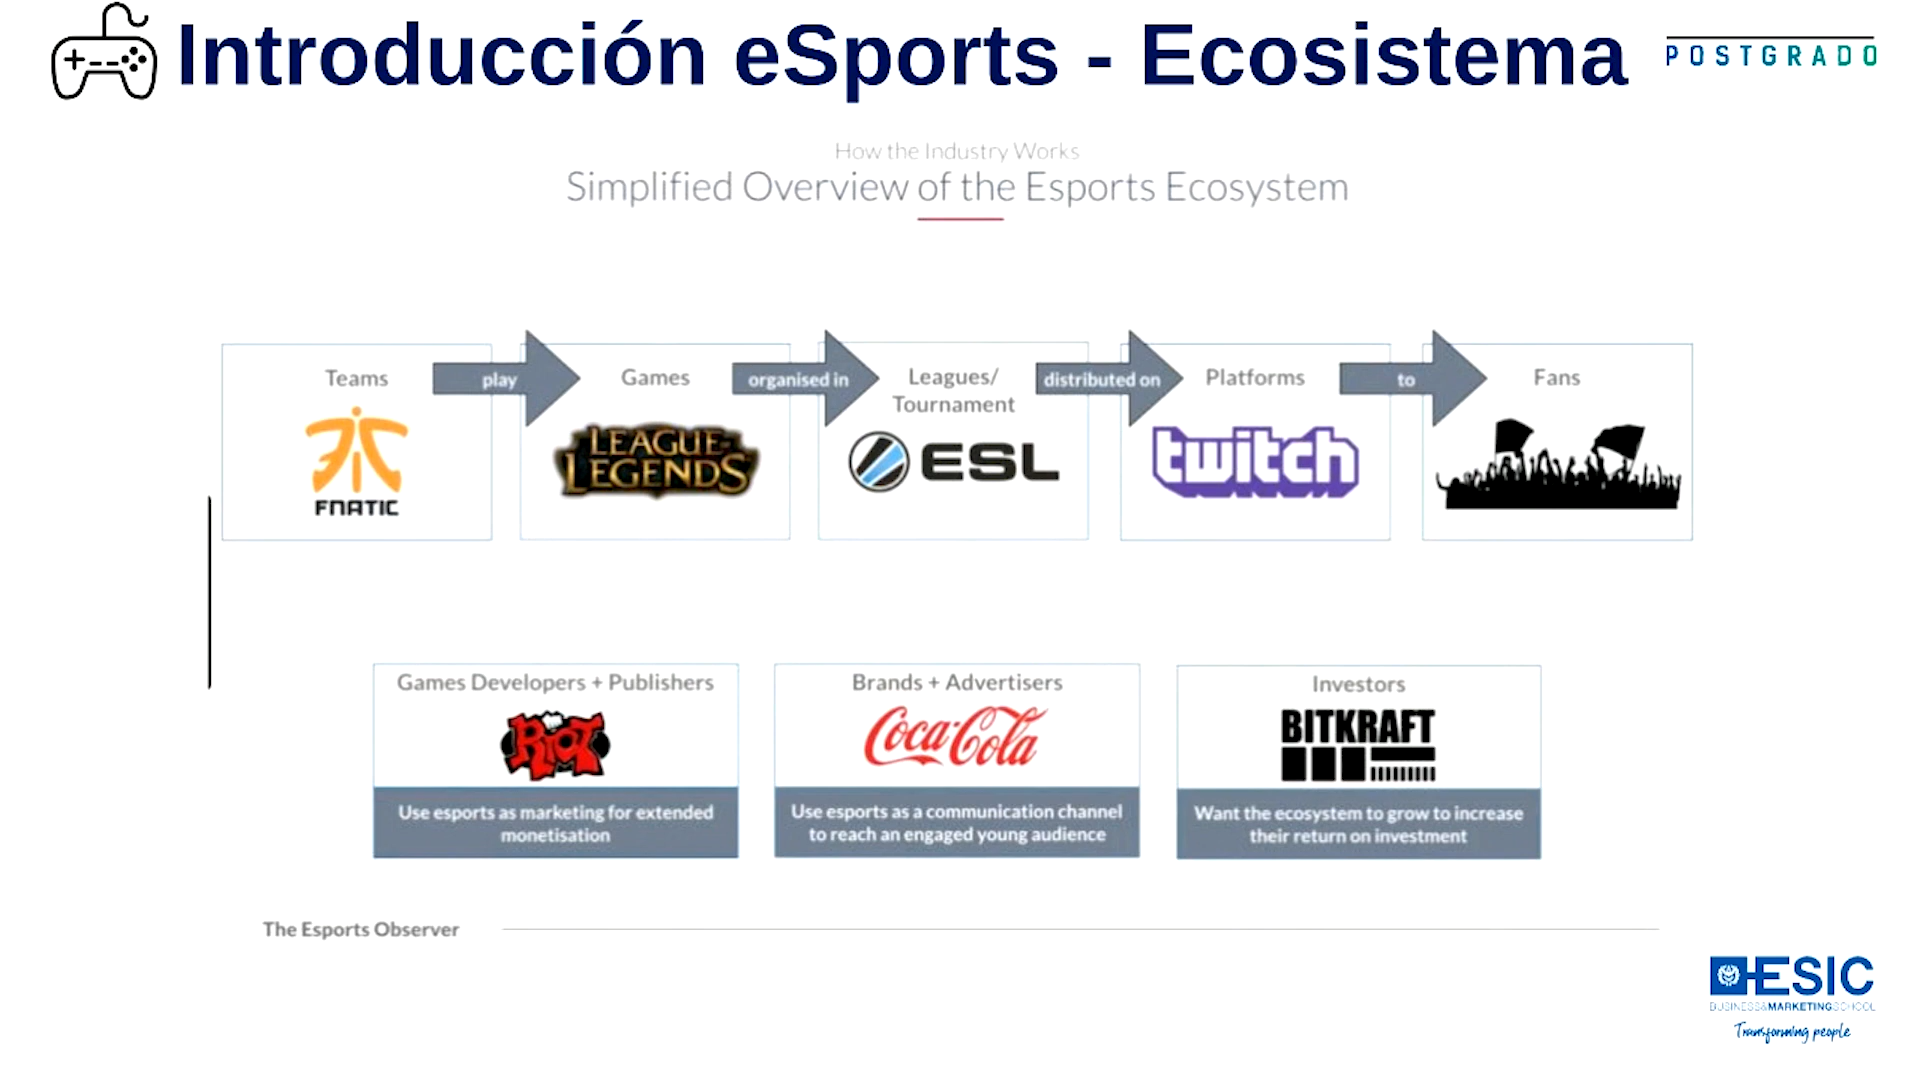 Introducción eSports - Ecosistema
POSTGRADO
How the Industry Works
Simplified Overview of the Esports Ecosystem
Teams
play
Games
organised in
Leagues/
Tournament
distributed on
Platforms
to
Fans
FNATIC
LEAGUE OF
LEGENDS
ESL
twitch
Games Developers + Publishers
RIOT
Use esports as marketing for extended
monetisation
Brands + Advertisers
Coca-Cola
Use esports as a communication channel
to reach an engaged young audience
Investors
BITKRAFT
Want the ecosystem to grow to increase
their return on investment
The Esports Observer
ESIC
BUSINESS&MARKETINGSCHOOL
Transforming people